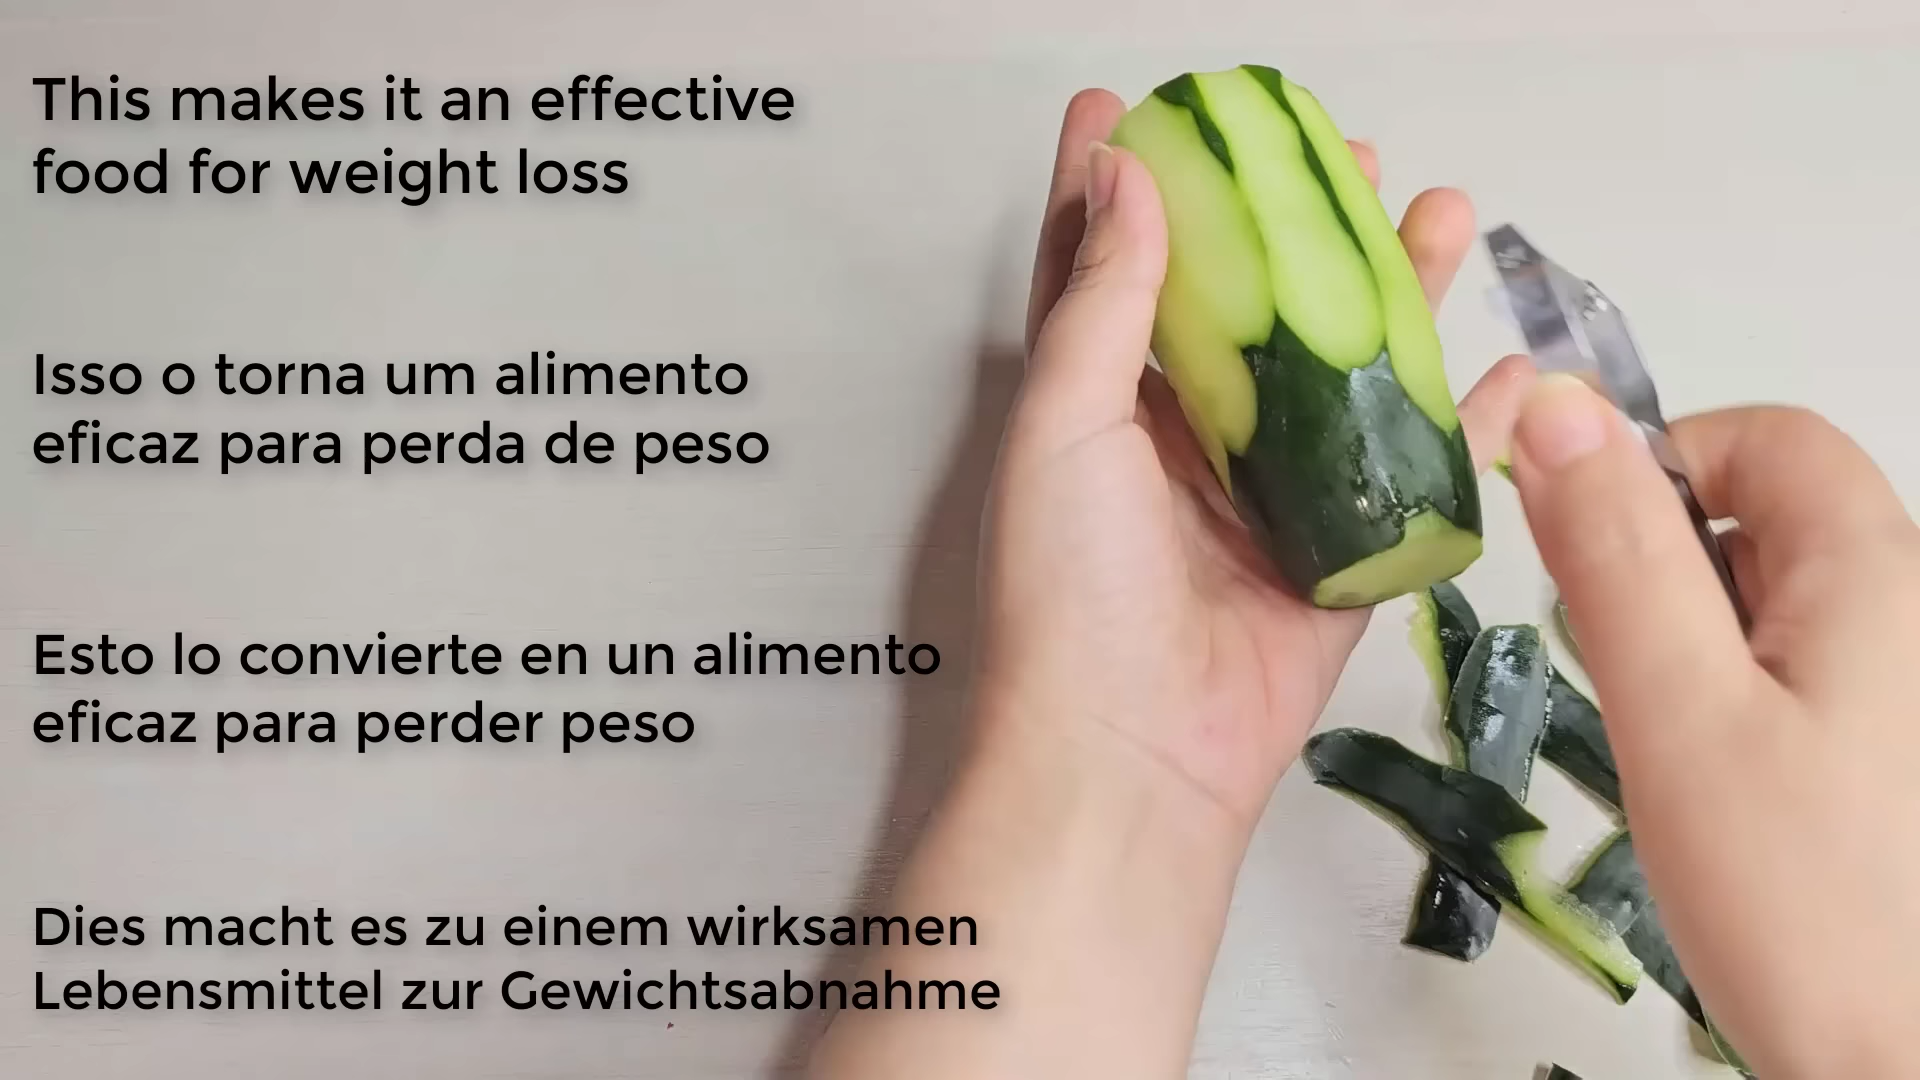 This makes it an effective
food for weight loss
Isso o torna um alimento
eficaz para perda de peso
Esto lo convierte en un alimento
eficaz para perder peso
Dies macht es zu einem wirksamen
Lebensmittel zur Gewichtsabnahme